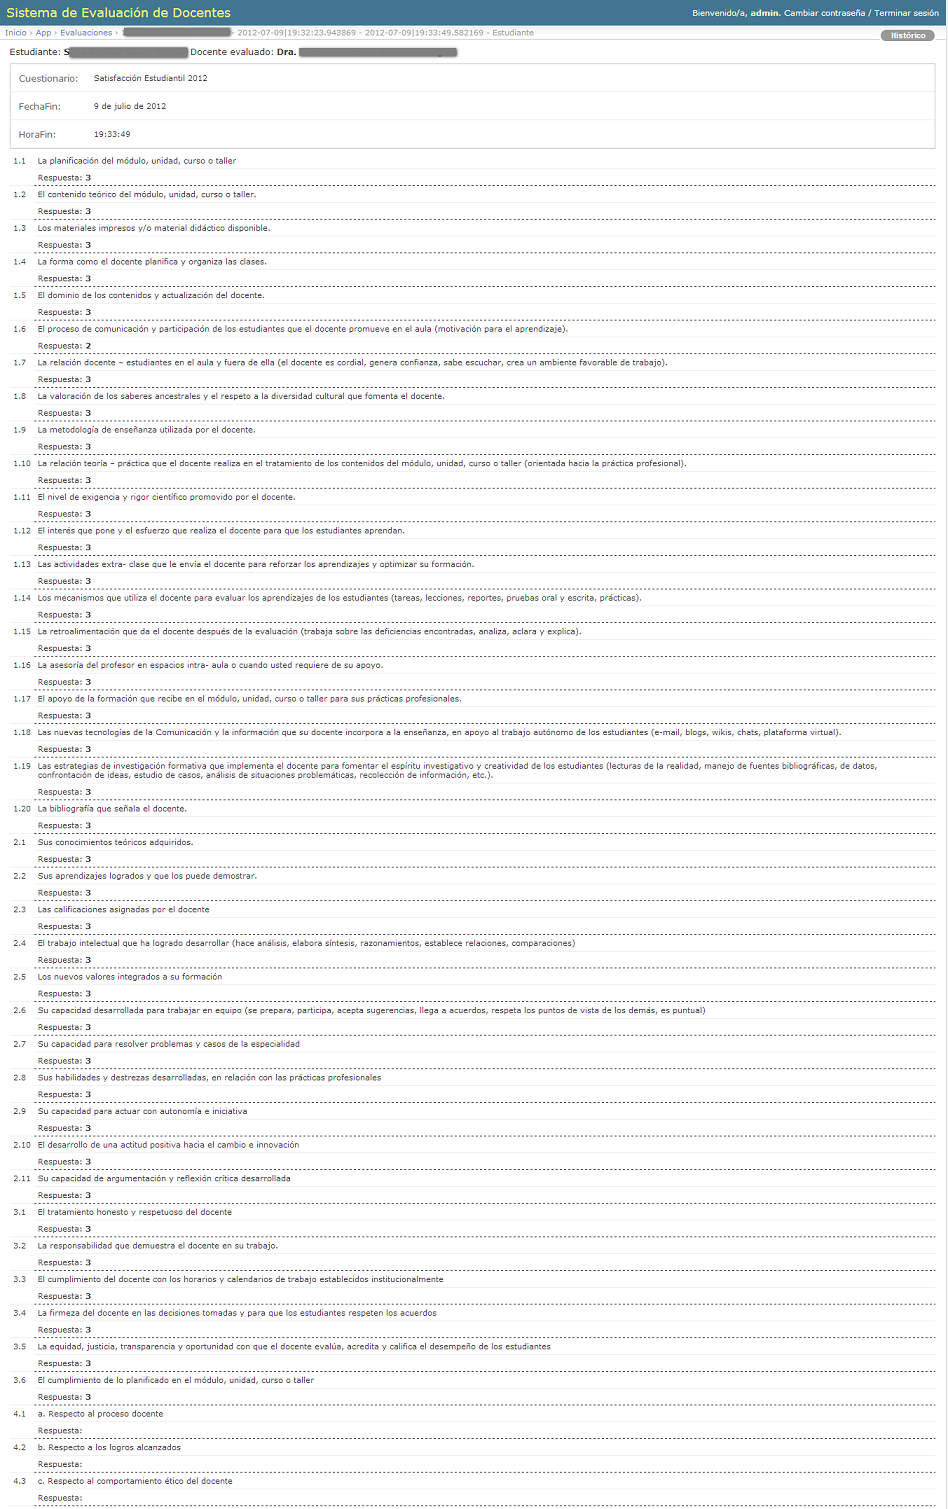 Sistema de Evaluación de Docentes
Bienvenido/a, admin. Cambiar contraseña / Terminar sesión
Inicio › App › Evaluaciones › - 2012-07-09|19:32:23.943869 - 2012-07-09|19:33:49.582169 - Estudiante
Histórico
Estudiante: S Docente evaluado: Dra.
Cuestionario: Satisfacción Estudiantil 2012
FechaFin: 9 de julio de 2012
HoraFin: 19:33:49
1.1 La planificación del módulo, unidad, curso o taller
Respuesta: 3
1.2 El contenido teórico del módulo, unidad, curso o taller.
Respuesta: 3
1.3 Los materiales impresos y/o material didáctico disponible.
Respuesta: 3
1.4 La forma como el docente planifica y organiza las clases.
Respuesta: 3
1.5 El dominio de los contenidos y actualización del docente.
Respuesta: 3
1.6 El proceso de comunicación y participación de los estudiantes que el docente promueve en el aula (motivación para el aprendizaje).
Respuesta: 2
1.7 La relación docente – estudiantes en el aula y fuera de ella (el docente es cordial, genera confianza, sabe escuchar, crea un ambiente favorable de trabajo).
Respuesta: 3
1.8 La valoración de los saberes ancestrales y el respeto a la diversidad cultural que fomenta el docente.
Respuesta: 3
1.9 La metodología de enseñanza utilizada por el docente.
Respuesta: 3
1.10 La relación teoría – práctica que el docente realiza en el tratamiento de los contenidos del módulo, unidad, curso o taller (orientada hacia la práctica profesional).
Respuesta: 3
1.11 El nivel de exigencia y rigor científico promovido por el docente.
Respuesta: 3
1.12 El interés que pone y el esfuerzo que realiza el docente para que los estudiantes aprendan.
Respuesta: 3
1.13 Las actividades extra- clase que le envía el docente para reforzar los aprendizajes y optimizar su formación.
Respuesta: 3
1.14 Los mecanismos que utiliza el docente para evaluar los aprendizajes de los estudiantes (tareas, lecciones, reportes, pruebas oral y escrita, prácticas).
Respuesta: 3
1.15 La retroalimentación que da el docente después de la evaluación (trabaja sobre las deficiencias encontradas, analiza, aclara y explica).
Respuesta: 3
1.16 La asesoría del profesor en espacios intra- aula o cuando usted requiere de su apoyo.
Respuesta: 3
1.17 El apoyo de la formación que recibe en el módulo, unidad, curso o taller para sus prácticas profesionales.
Respuesta: 3
1.18 Las nuevas tecnologías de la Comunicación y la información que su docente incorpora a la enseñanza, en apoyo al trabajo autónomo de los estudiantes (e-mail, blogs, wikis, chats, plataforma virtual).
Respuesta: 3
1.19 Las estrategias de investigación formativa que implementa el docente para fomentar el espíritu investigativo y creatividad de los estudiantes (lecturas de la realidad, manejo de fuentes bibliográficas, de datos,
confrontación de ideas, estudio de casos, análisis de situaciones problemáticas, recolección de información, etc.).
Respuesta: 3
1.20 La bibliografía que señala el docente.
Respuesta: 3
2.1 Sus conocimientos teóricos adquiridos.
Respuesta: 3
2.2 Sus aprendizajes logrados y que los puede demostrar.
Respuesta: 3
2.3 Las calificaciones asignadas por el docente
Respuesta: 3
2.4 El trabajo intelectual que ha logrado desarrollar (hace análisis, elabora síntesis, razonamientos, establece relaciones, comparaciones)
Respuesta: 3
2.5 Los nuevos valores integrados a su formación
Respuesta: 3
2.6 Su capacidad desarrollada para trabajar en equipo (se prepara, participa, acepta sugerencias, llega a acuerdos, respeta los puntos de vista de los demás, es puntual)
Respuesta: 3
2.7 Su capacidad para resolver problemas y casos de la especialidad
Respuesta: 3
2.8 Sus habilidades y destrezas desarrolladas, en relación con las prácticas profesionales
Respuesta: 3
2.9 Su capacidad para actuar con autonomía e iniciativa
Respuesta: 3
2.10 El desarrollo de una actitud positiva hacia el cambio e innovación
Respuesta: 3
2.11 Su capacidad de argumentación y reflexión crítica desarrollada
Respuesta: 3
3.1 El tratamiento honesto y respetuoso del docente
Respuesta: 3
3.2 La responsabilidad que demuestra el docente en su trabajo.
Respuesta: 3
3.3 El cumplimiento del docente con los horarios y calendarios de trabajo establecidos institucionalmente
Respuesta: 3
3.4 La firmeza del docente en las decisiones tomadas y para que los estudiantes respeten los acuerdos
Respuesta: 3
3.5 La equidad, justicia, transparencia y oportunidad con que el docente evalúa, acredita y califica el desempeño de los estudiantes
Respuesta: 3
3.6 El cumplimiento de lo planificado en el módulo, unidad, curso o taller
Respuesta: 3
4.1 a. Respecto al proceso docente
Respuesta:
4.2 b. Respecto a los logros alcanzados
Respuesta:
4.3 c. Respecto al comportamiento ético del docente
Respuesta: